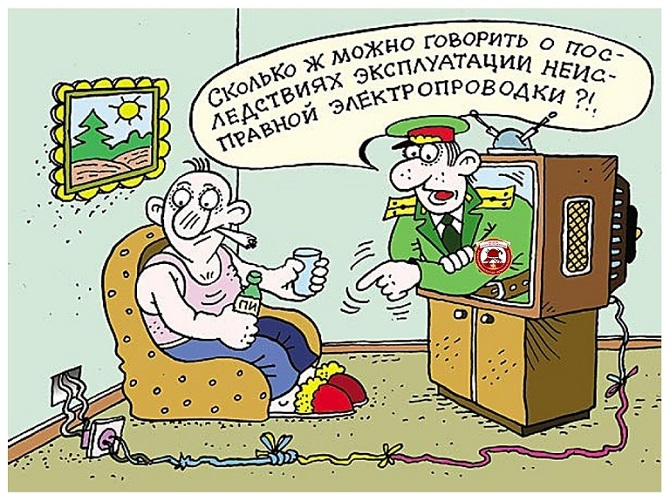 СКОЛЬКО Ж МОЖНО ГОВОРИТЬ О ПОС-
ЛЕДСТВИЯХ ЭКСПЛУАТАЦИИ НЕИС-
ПРАВНОЙ ЭЛЕКТРОПРОВОДКИ ?!.
ПИ